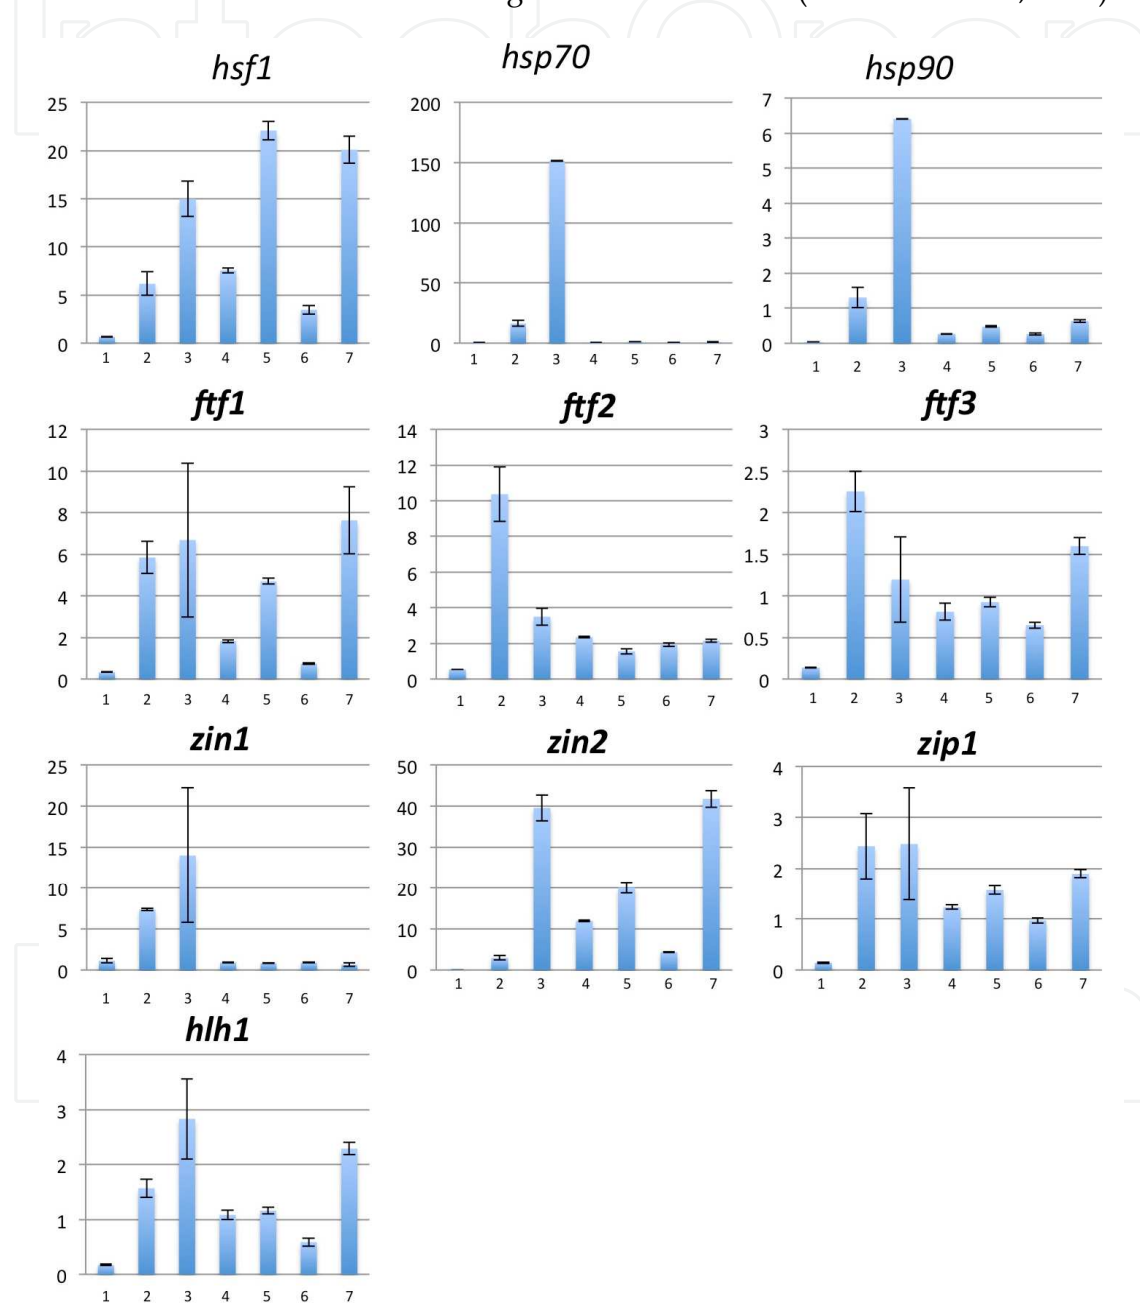 hsf1 hsp70 hsp90
25 20 15 10 5 0
1 2 3 4 5 6 7
200 150 100 50 0
1 2 3 4 5 6 7
7 6 5 4 3 2 1 0
1 2 3 4 5 6 7
ftf1 ftf2 ftf3
12 10 8 6 4 2 0
1 2 3 4 5 6 7
14 12 10 8 6 4 2 0
1 2 3 4 5 6 7
3 2.5 2 1.5 1 0.5 0
1 2 3 4 5 6 7
zin1 zin2 zip1
25 20 15 10 5 0
1 2 3 4 5 6 7
50 40 30 20 10 0
1 2 3 4 5 6 7
4 3 2 1 0
1 2 3 4 5 6 7
hlh1
4 3 2 1 0
1 2 3 4 5 6 7